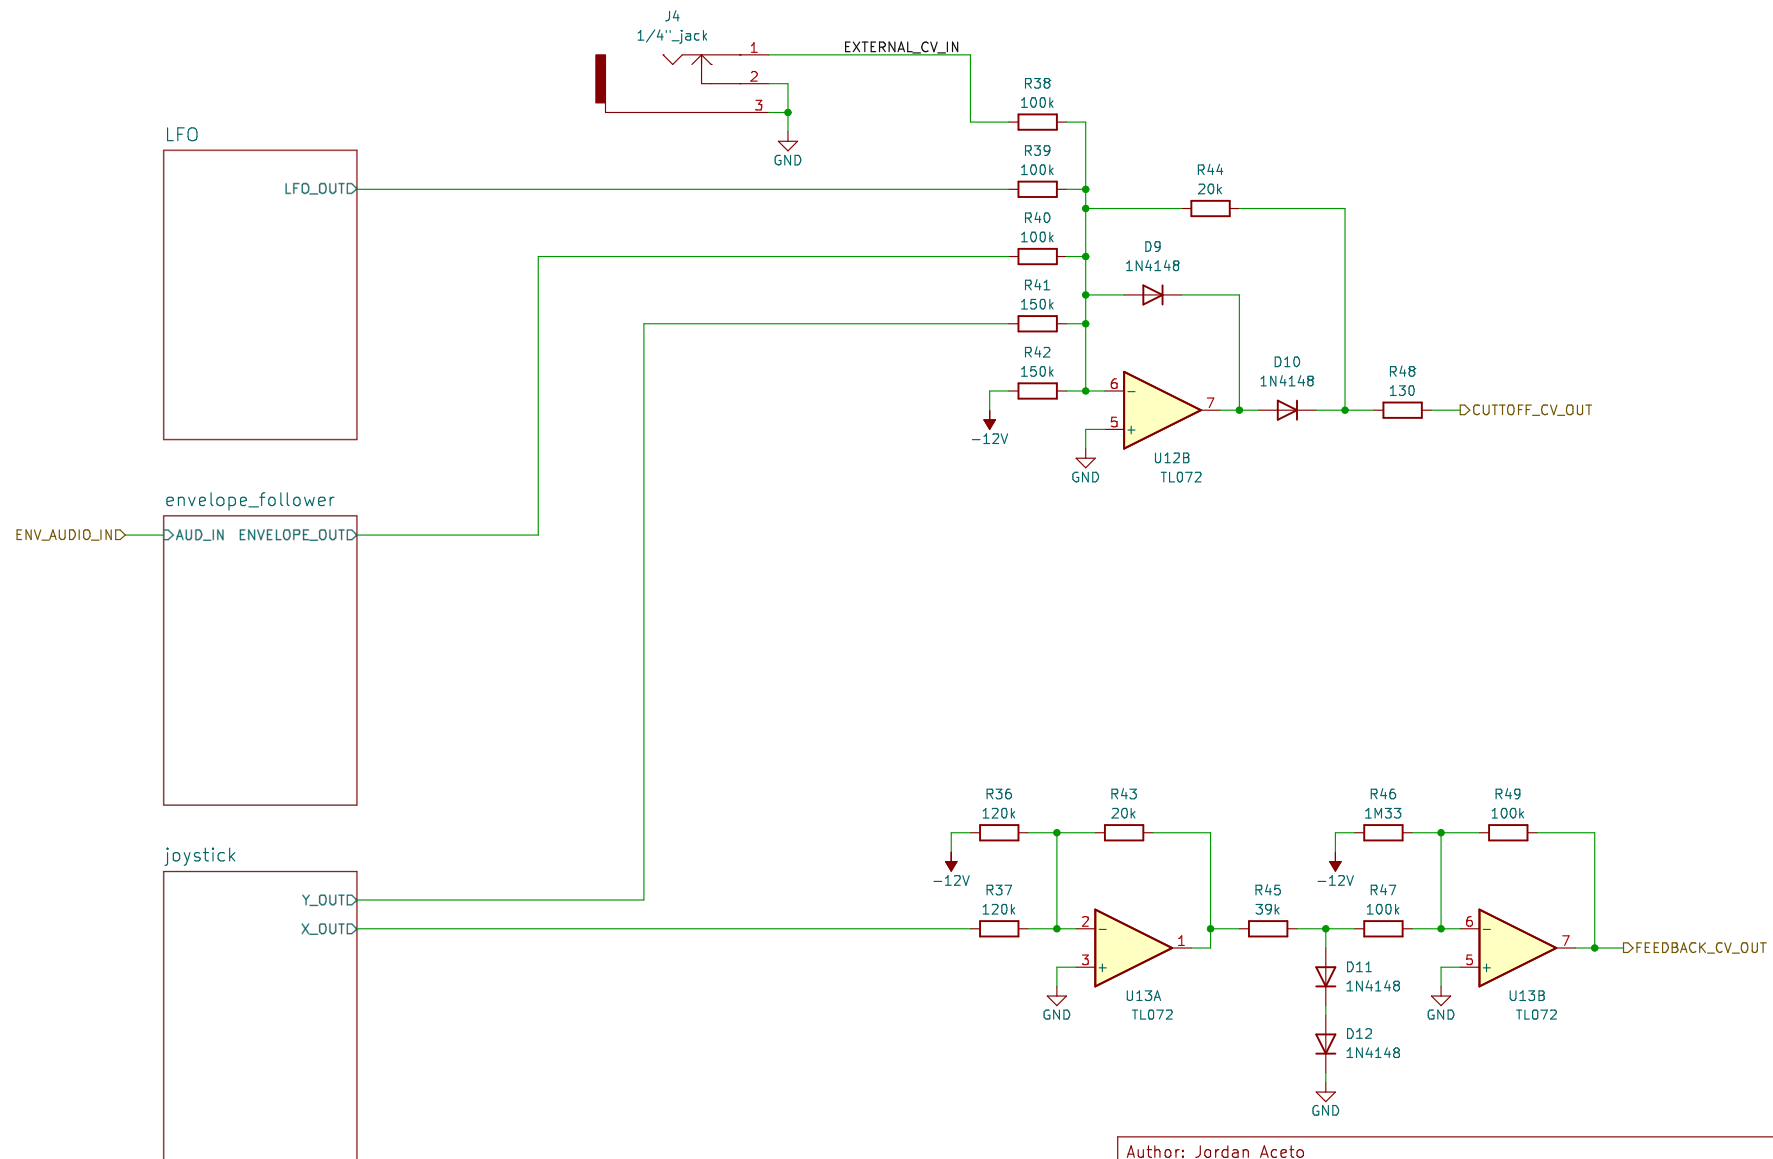 J4
1/4"_jack
1
EXTERNAL_CV_IN
2
3
GND
R38
100k
LFO
LFO_OUT
R39
100k
R44
20k
R40
100k
D9
1N4148
R41
150k
R42
150k
-12V
6
-
7
5
+
GND
U12B
TL072
D10
1N4148
R48
130
CUTTOFF_CV_OUT
envelope_follower
ENV_AUDIO_IN
AUD_IN
ENVELOPE_OUT
joystick
Y_OUT
X_OUT
R36
120k
R43
20k
-12V
R37
120k
2
-
1
3
+
GND
U13A
TL072
R45
39k
R46
1M33
R49
100k
-12V
R47
100k
6
-
7
5
+
GND
U13B
TL072
FEEDBACK_CV_OUT
D11
1N4148
D12
1N4148
GND
Author: Jordan Aceto